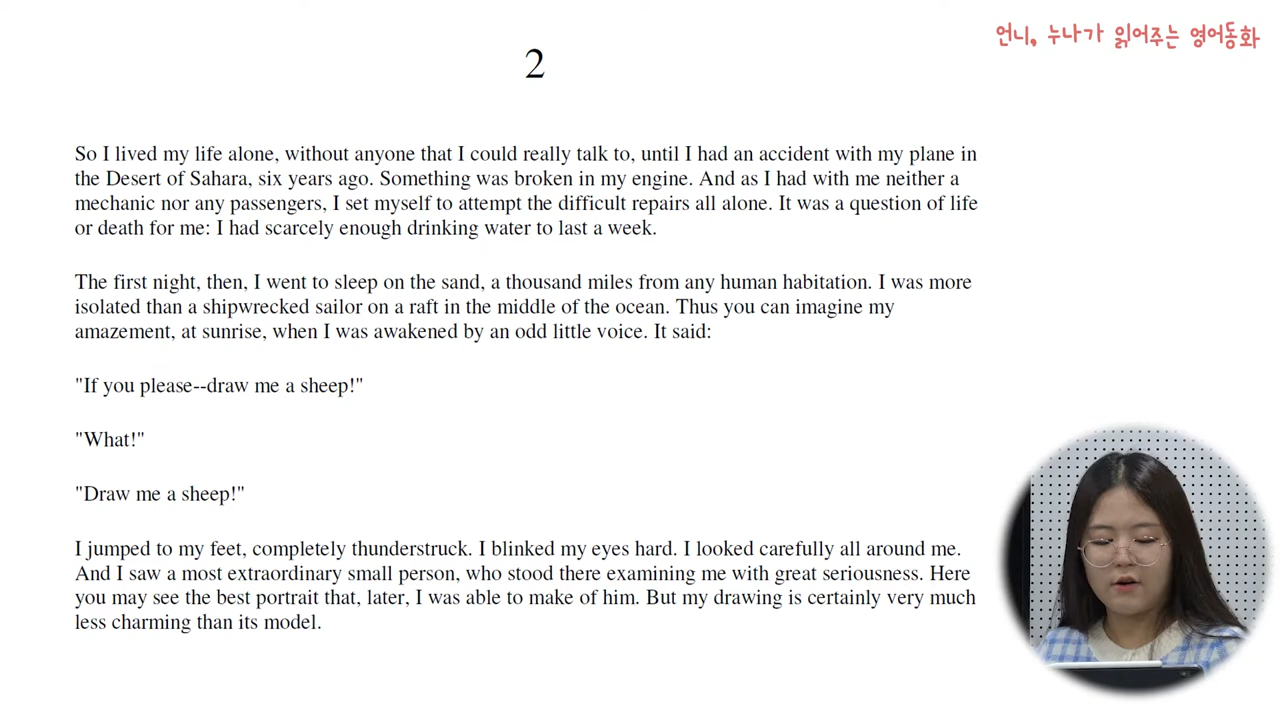 언니, 누나가 읽어주는 영어동화
2
So I lived my life alone, without anyone that I could really talk to, until I had an accident with my plane in
the Desert of Sahara, six years ago. Something was broken in my engine. And as I had with me neither a
mechanic nor any passengers, I set myself to attempt the difficult repairs all alone. It was a question of life
or death for me: I had scarcely enough drinking water to last a week.
The first night, then, I went to sleep on the sand, a thousand miles from any human habitation. I was more
isolated than a shipwrecked sailor on a raft in the middle of the ocean. Thus you can imagine my
amazement, at sunrise, when I was awakened by an odd little voice. It said:
"If you please--draw me a sheep!"
"What!"
"Draw me a sheep!"
I jumped to my feet, completely thunderstruck. I blinked my eyes hard. I looked carefully all around me.
And I saw a most extraordinary small person, who stood there examining me with great seriousness. Here
you may see the best portrait that, later, I was able to make of him. But my drawing is certainly very much
less charming than its model.